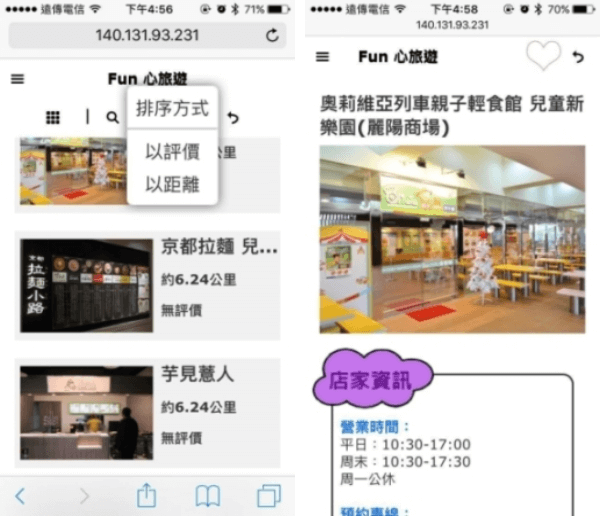 遠傳電信 下午4:56 71%
140.131.93.231
Fun 心旅遊
排序方式
以評價
以距離
公里
京都拉麵 兒...
約6.24公里
無評價
京都
拉麵小路
芋見薏人
約6.24公里
無評價
遠傳電信 下午4:58 70%
140.131.93.231
Fun 心旅遊
奧莉維亞列車親子輕食館 兒童新
樂園(麗陽商場)
店家資訊
營業時間：
平日：10:30-17:00
周末：10:30-17:30
周一公休
預約專線：